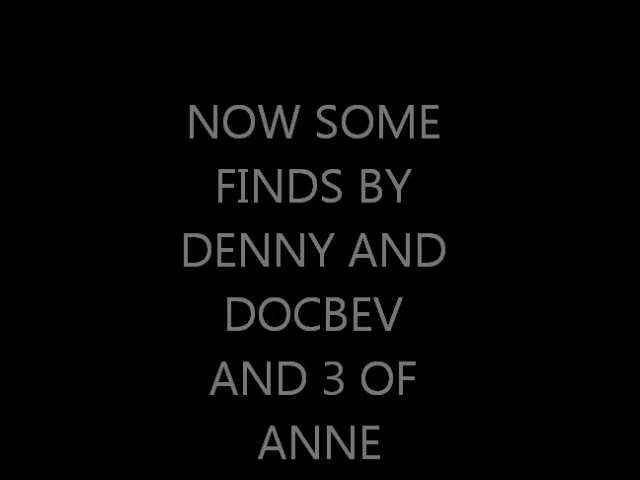 NOW SOME
FINDS BY
DENNY AND
DOCBEV
AND 3 OF
ANNE